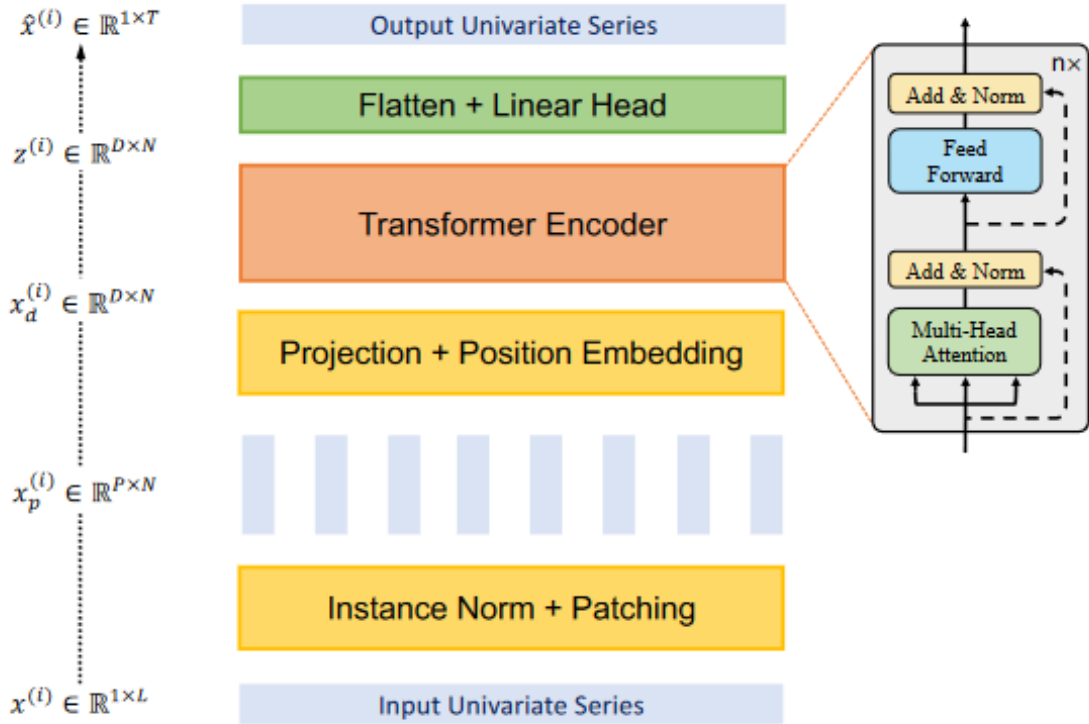 x̂^(i) ∈ ℝ^{1×T}
Output Univariate Series
Flatten + Linear Head
z^(i) ∈ ℝ^{D×N}
Transformer Encoder
x_d^(i) ∈ ℝ^{D×N}
Projection + Position Embedding
x_p^(i) ∈ ℝ^{P×N}
Instance Norm + Patching
x^(i) ∈ ℝ^{1×L}
Input Univariate Series
n×
Add & Norm
Feed
Forward
Add & Norm
Multi-Head
Attention